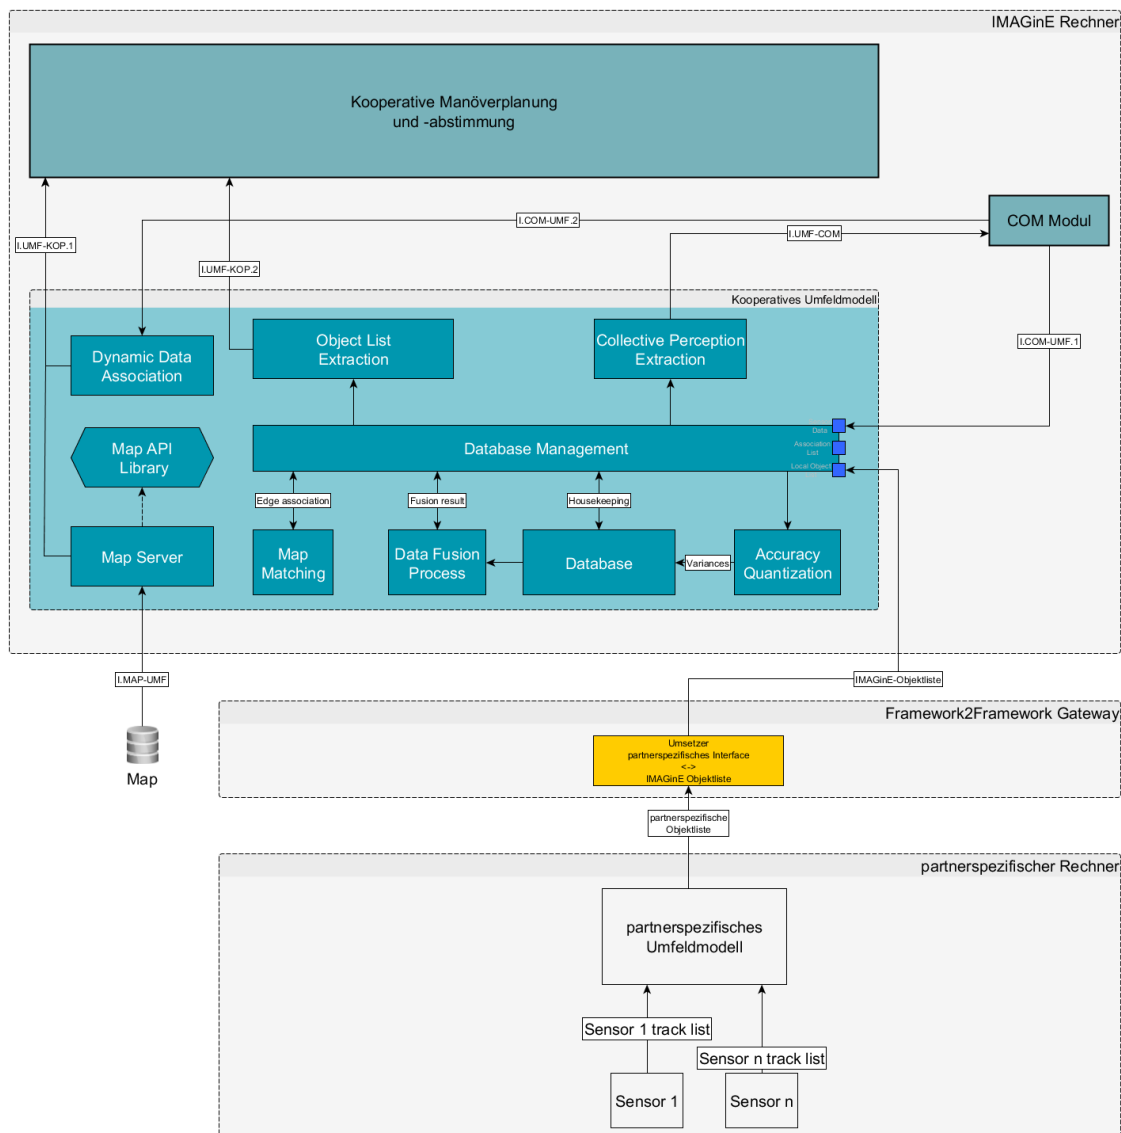 IMAGinE Rechner
Kooperative Manöverplanung
und -abstimmung
COM Modul
I.COM-UMF.2
I.UMF-COM
I.UMF-KOP.1
I.UMF-KOP.2
Kooperatives Umfeldmodell
I.COM-UMF.1
Dynamic Data
Association
Object List
Extraction
Collective Perception
Extraction
Map API
Library
Database Management
Data
Association
List
Local Object
Edge association
Fusion result
Housekeeping
Map Server
Map
Matching
Data Fusion
Process
Database
Variances
Accuracy
Quantization
I.MAP-UMF
IMAGinE-Objektliste
Map
Framework2Framework Gateway
Umsetzer
partnerspezifisches Interface
<->
IMAGinE Objektliste
partnerspezifische
Objektliste
partnerspezifischer Rechner
partnerspezifisches
Umfeldmodell
Sensor 1 track list
Sensor n track list
Sensor 1
Sensor n